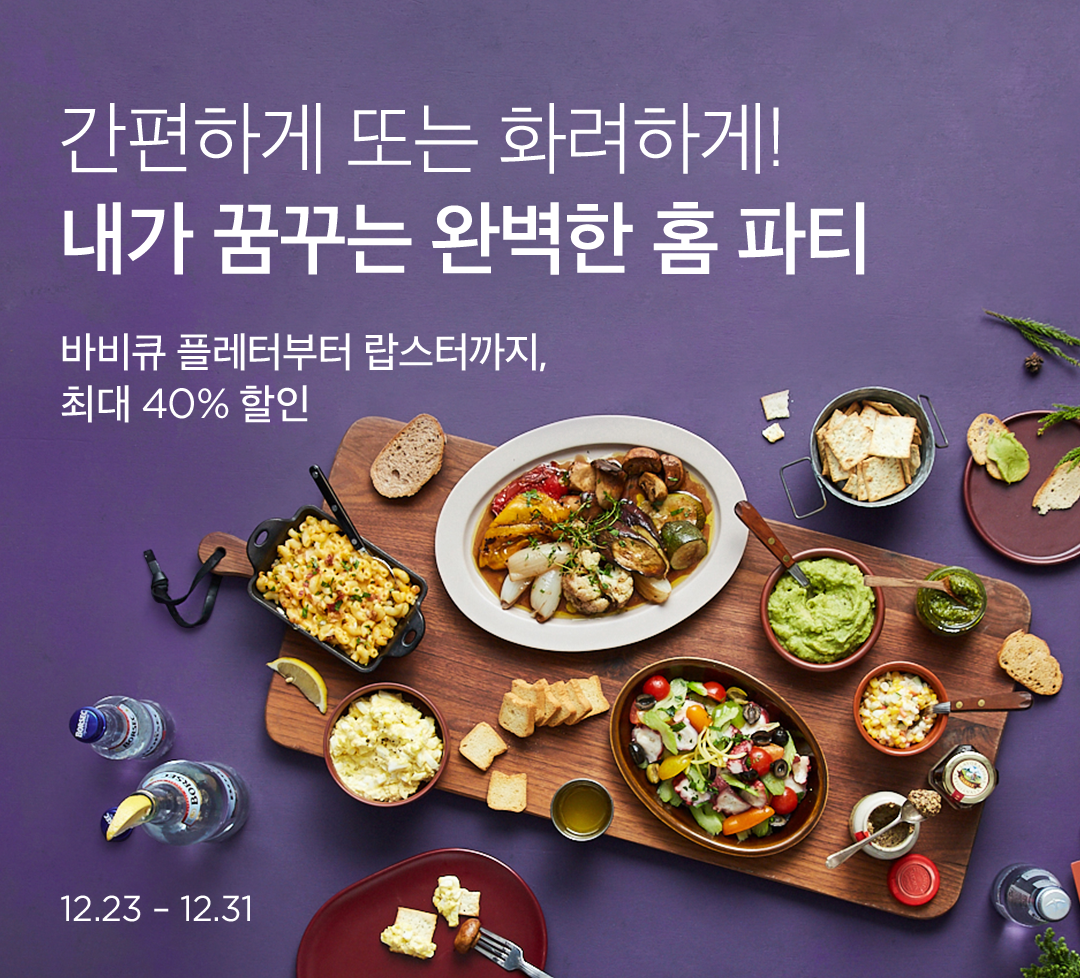 간편하게 또는 화려하게!
내가 꿈꾸는 완벽한 홈 파티
바비큐 플레터부터 랍스터까지,
최대 40% 할인
BORSEC
BORSEC
12.23 – 12.31